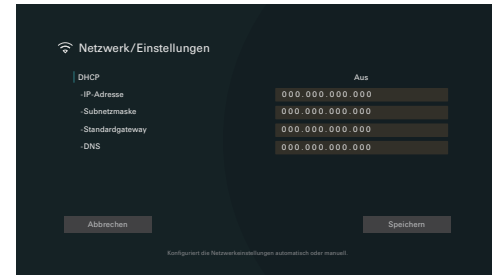 Netzwerk/Einstellungen
DHCP Aus
-IP-Adresse 000.000.000.000
-Subnetzmaske 000.000.000.000
-Standardgateway 000.000.000.000
-DNS 000.000.000.000
Abbrechen Speichern
Konfiguriert die Netzwerkeinstellungen automatisch oder manuell.